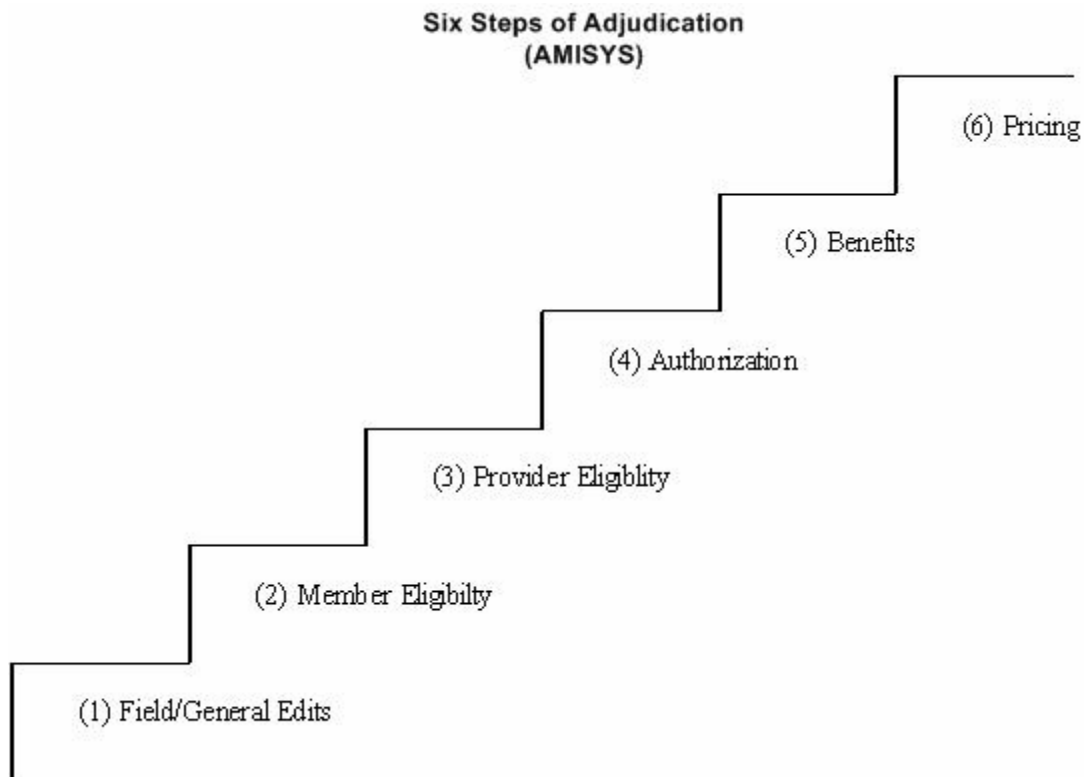 Six Steps of Adjudication
(AMISYS)
(6) Pricing
(5) Benefits
(4) Authorization
(3) Provider Eligiblity
(2) Member Eligibilty
(1) Field/General Edits